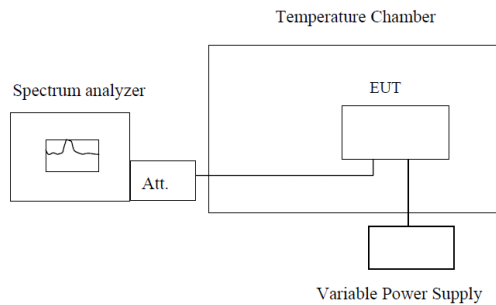 Temperature Chamber
Spectrum analyzer
EUT
Att.
Variable Power Supply